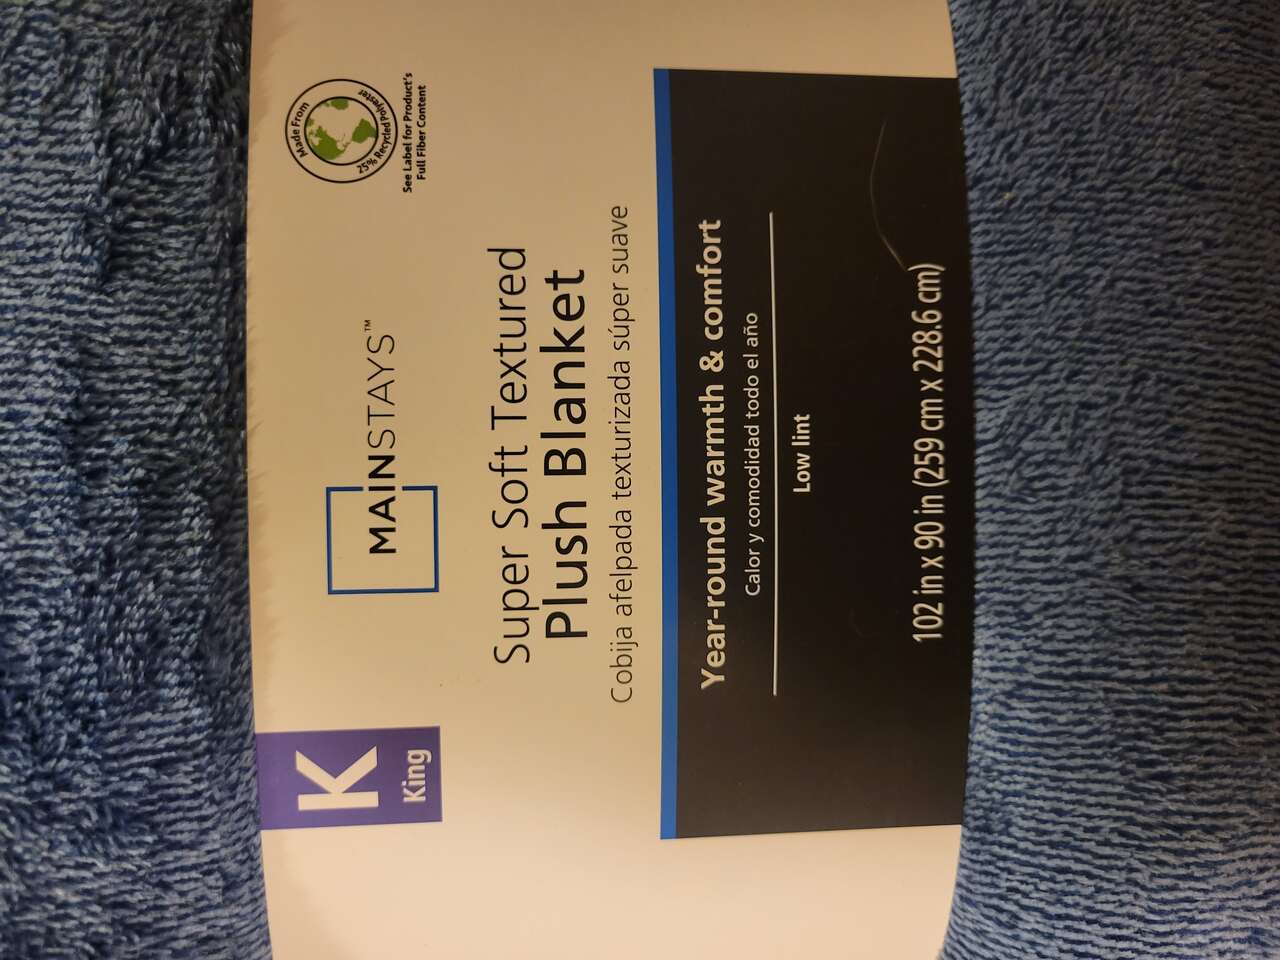 K
King
MAINSTAYS™
Made From
25% Recycled Polyester
See Label for Product's
Full Fiber Content
Super Soft Textured
Plush Blanket
Cobija afelpada texturizada súper suave
Year-round warmth & comfort
Calor y comodidad todo el año
Low lint
102 in x 90 in (259 cm x 228.6 cm)